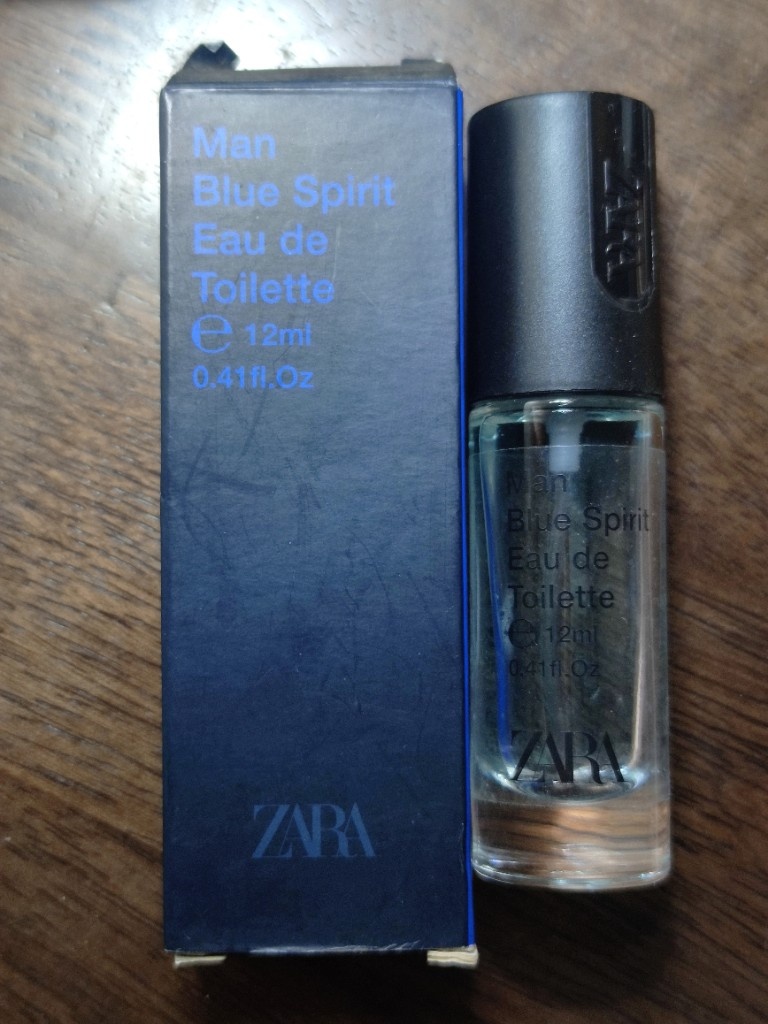 Man
Blue Spirit
Eau de
Toilette
℮ 12ml
0.41fl.Oz
ZARA
ZARA
Man
Blue Spirit
Eau de
Toilette
℮ 12ml
0.41fl.Oz
ZARA